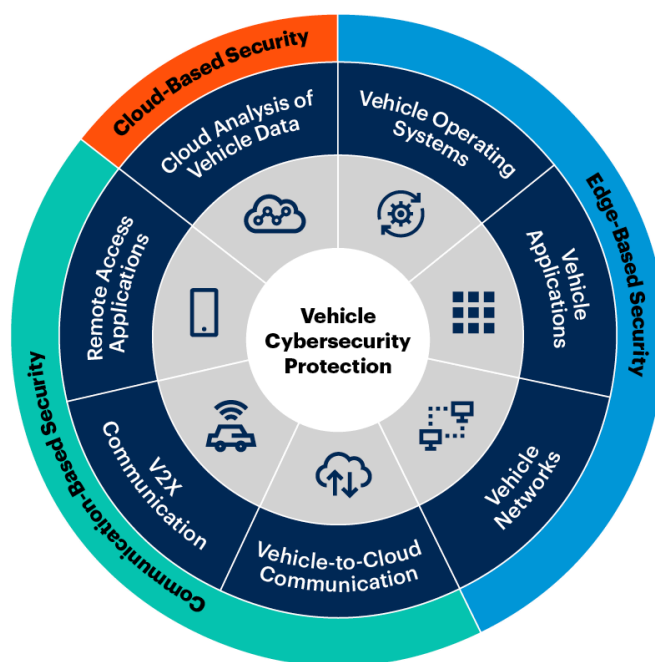 Cloud-Based Security
Edge-Based Security
Communication-Based Security
Cloud Analysis of
Vehicle Data
Vehicle Operating
Systems
Vehicle
Applications
Vehicle
Networks
Vehicle-to-Cloud
Communication
V2X
Communication
Remote Access
Applications
Vehicle
Cybersecurity
Protection